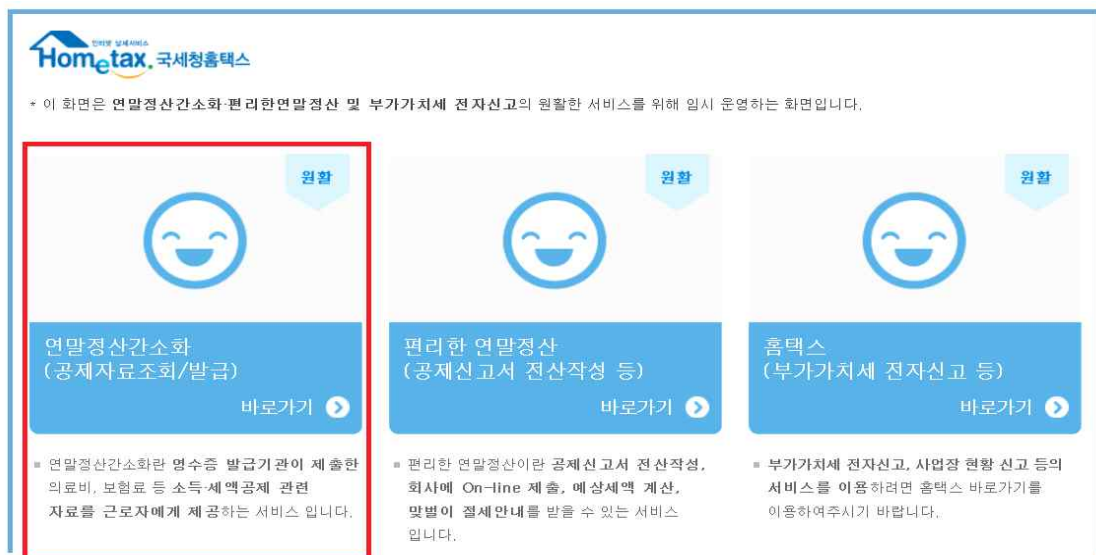 인터넷 납세서비스
Hometax. 국세청홈택스
* 이 화면은 연말정산간소화·편리한연말정산 및 부가가치세 전자신고의 원활한 서비스를 위해 임시 운영하는 화면입니다.
원활
연말정산간소화
(공제자료조회/발급)
바로가기
연말정산간소화란 영수증 발급기관이 제출한
의료비, 보험료 등 소득·세액공제 관련
자료를 근로자에게 제공하는 서비스 입니다.
원활
편리한 연말정산
(공제신고서 전산작성 등)
바로가기
편리한 연말정산이란 공제신고서 전산작성,
회사에 On-line 제출, 예상세액 계산,
맞벌이 절세안내를 받을 수 있는 서비스
입니다.
원활
홈택스
(부가가치세 전자신고 등)
바로가기
부가가치세 전자신고, 사업장 현황 신고 등의
서비스를 이용하려면 홈택스 바로가기를
이용하여주시기 바랍니다.